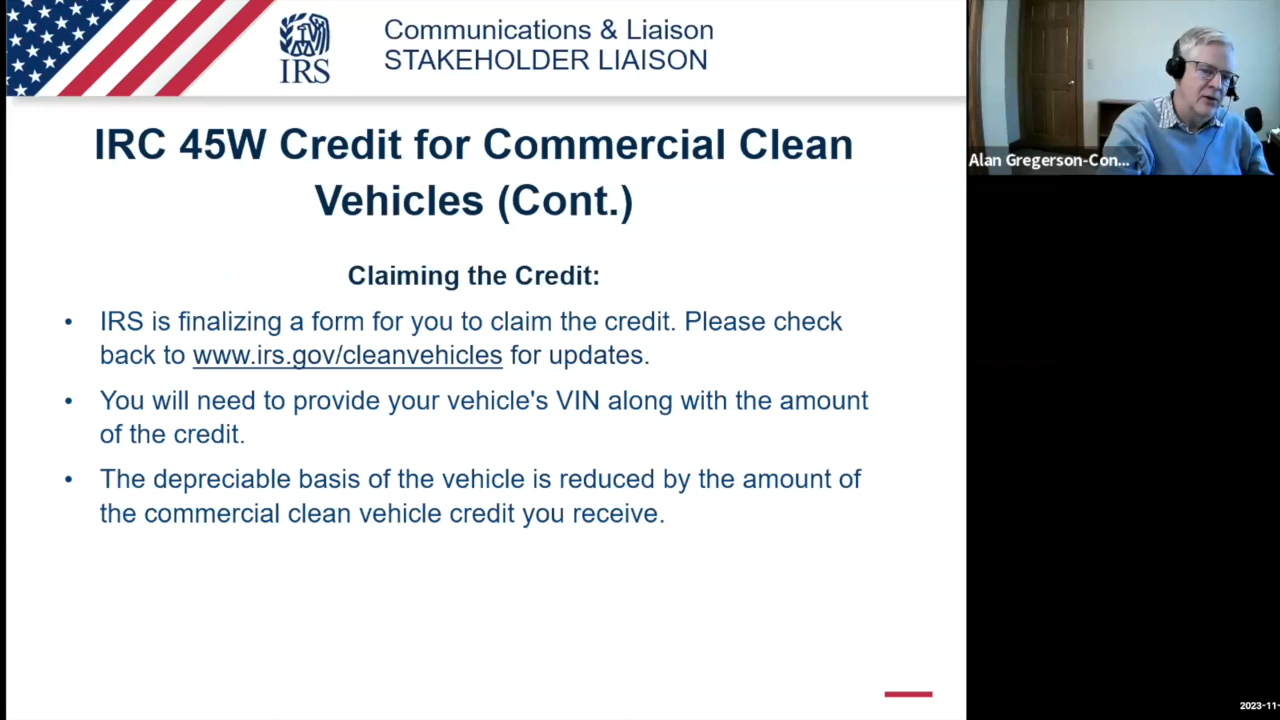 IRS
Communications & Liaison
STAKEHOLDER LIAISON
IRC 45W Credit for Commercial Clean
Vehicles (Cont.)
Claiming the Credit:
• IRS is finalizing a form for you to claim the credit. Please check
back to www.irs.gov/cleanvehicles for updates.
• You will need to provide your vehicle's VIN along with the amount
of the credit.
• The depreciable basis of the vehicle is reduced by the amount of
the commercial clean vehicle credit you receive.
Alan Gregerson-Con...
2023-11-